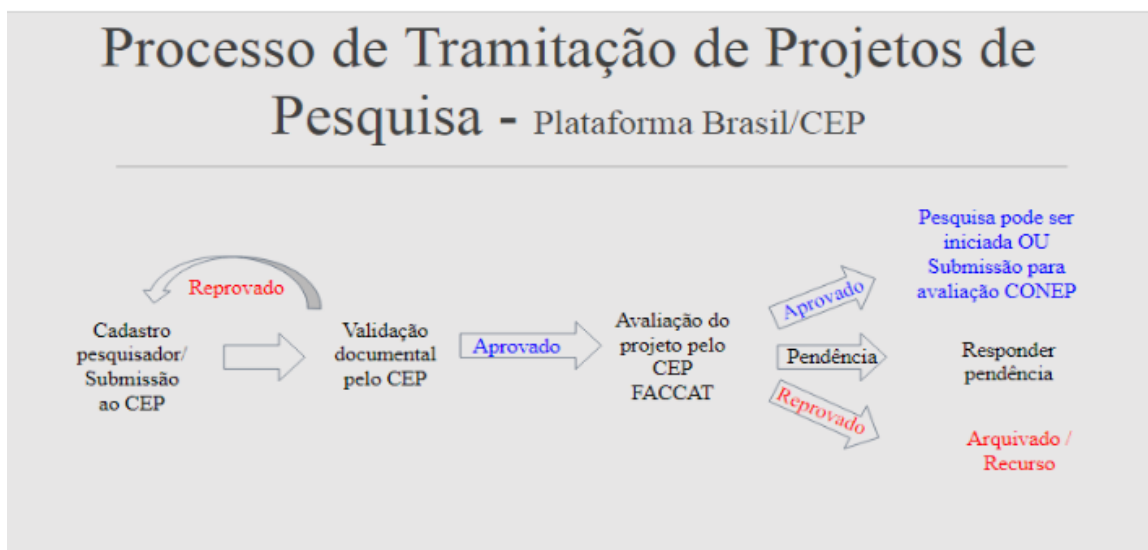 Processo de Tramitação de Projetos de
Pesquisa - Plataforma Brasil/CEP
Reprovado
Cadastro
pesquisador/
Submissão
ao CEP
Validação
documental
pelo CEP
Aprovado
Avaliação do
projeto pelo
CEP
FACCAT
Aprovado
Pesquisa pode ser
iniciada OU
Submissão para
avaliação CONEP
Pendência
Responder
pendência
Reprovado
Arquivado /
Recurso